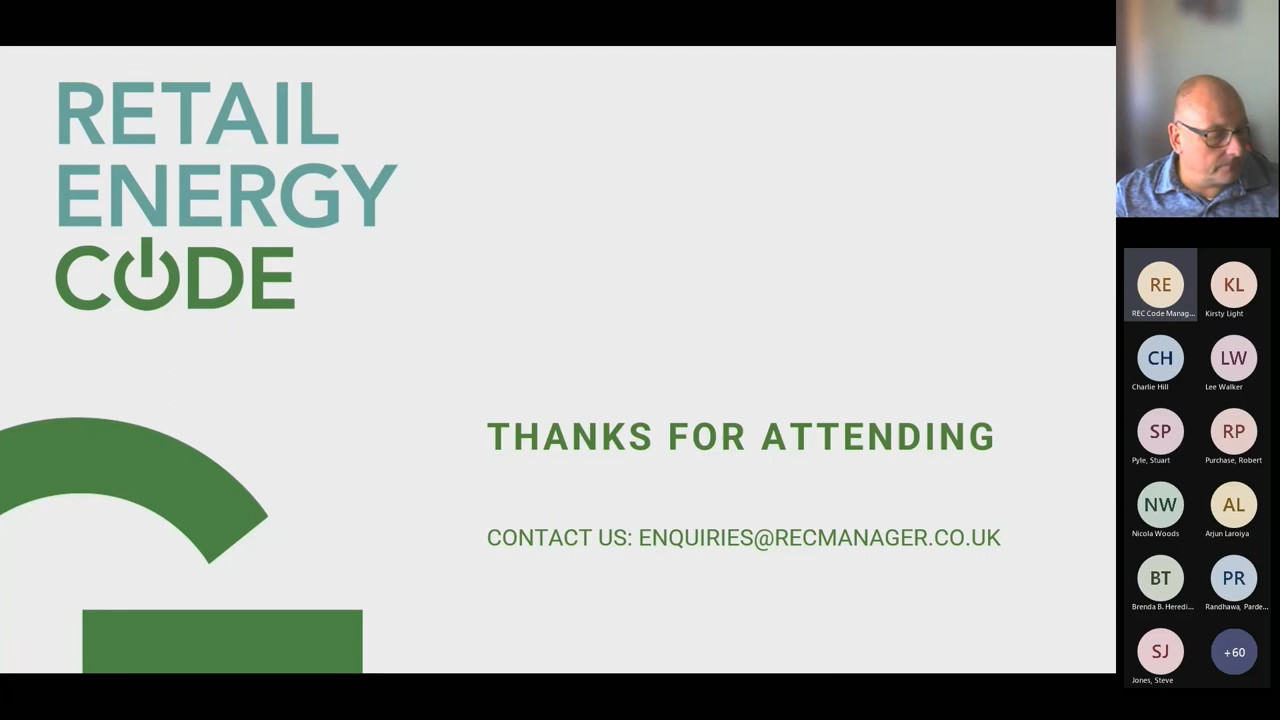 RETAIL
ENERGY
CODE
THANKS FOR ATTENDING
CONTACT US: ENQUIRIES@RECMANAGER.CO.UK
RE
REC Code Manag...
KL
Kirsty Light
CH
Charlie Hill
LW
Lee Walker
SP
Pyle, Stuart
RP
Purchase, Robert
NW
Nicola Woods
AL
Arjun Laroiya
BT
Brenda B. Heredi...
PR
Randhawa, Parde...
SJ
Jones, Steve
+60